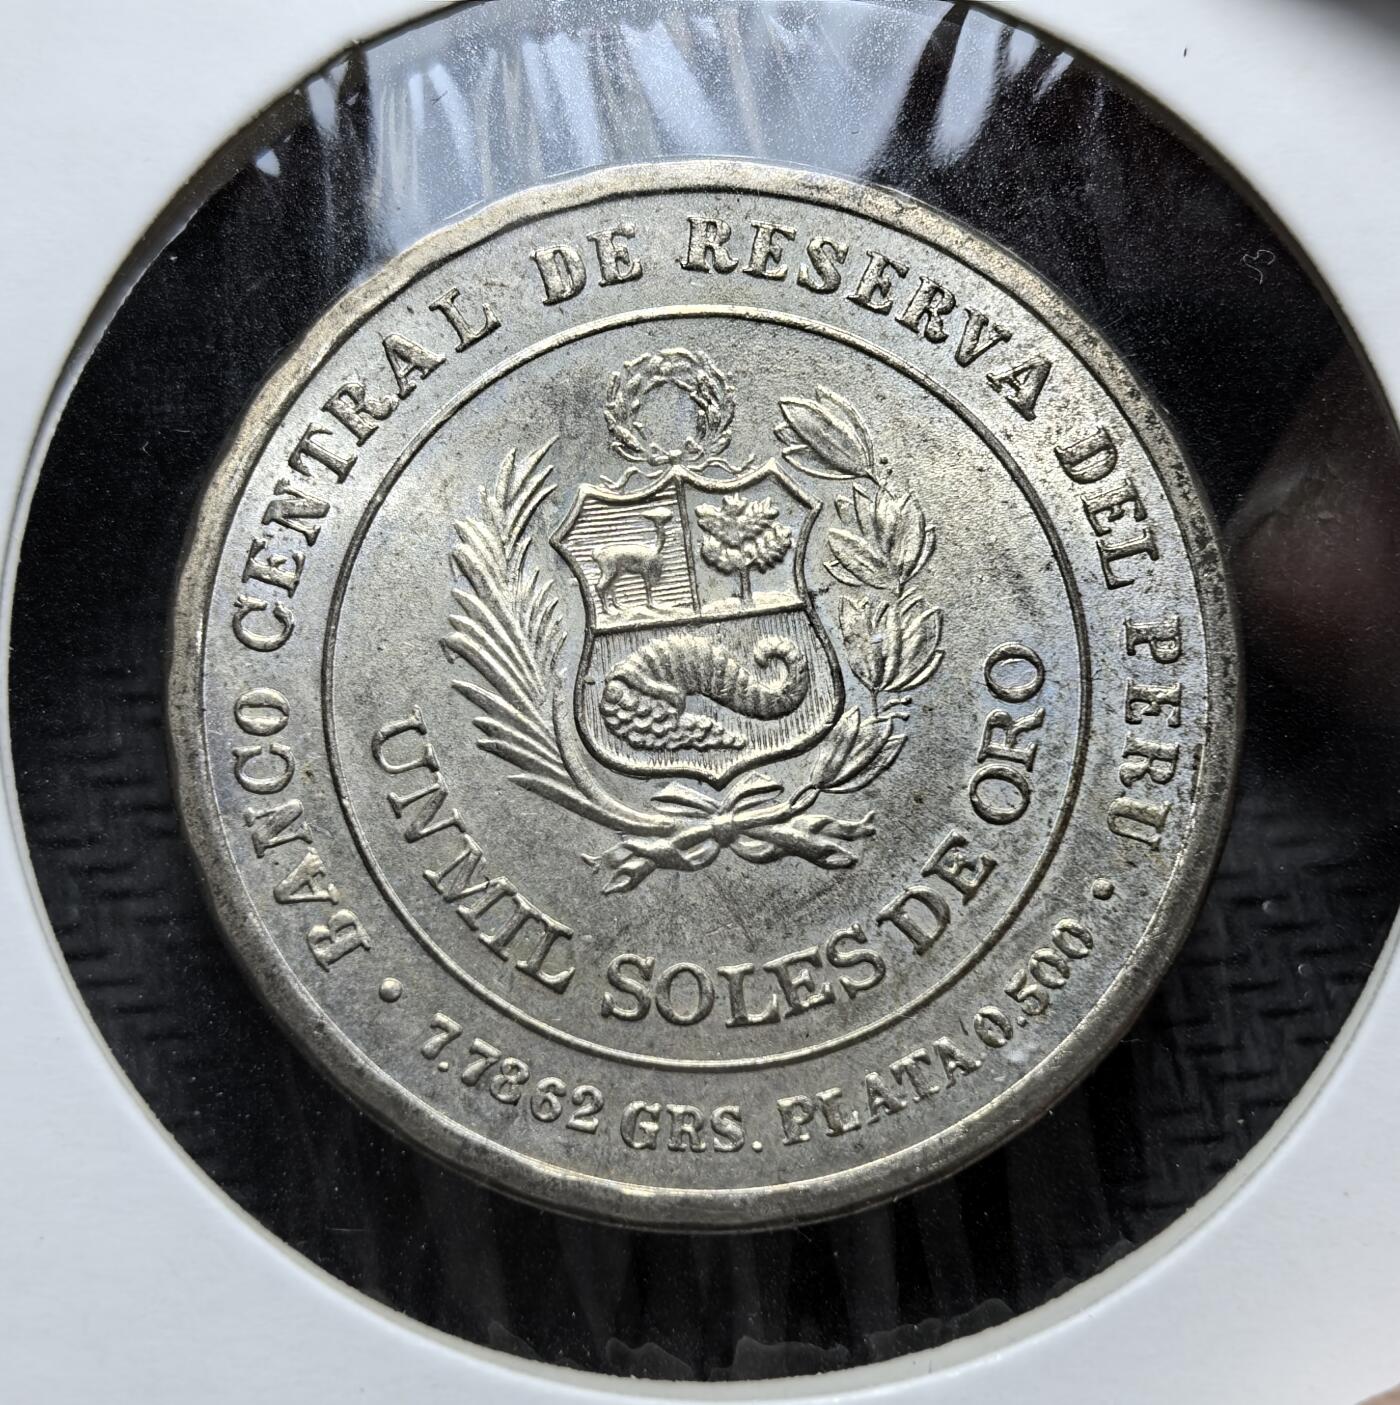 BANCO CENTRAL DE RESERVA DEL PERU
UN MIL SOLES DE ORO
• 7.7862 GRS. PLATA 0.500 •